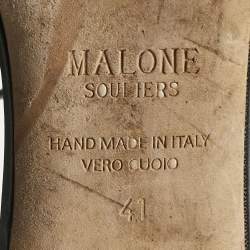 MALONE
SOULIERS
HAND MADE IN ITALY
VERO CUOIO
41